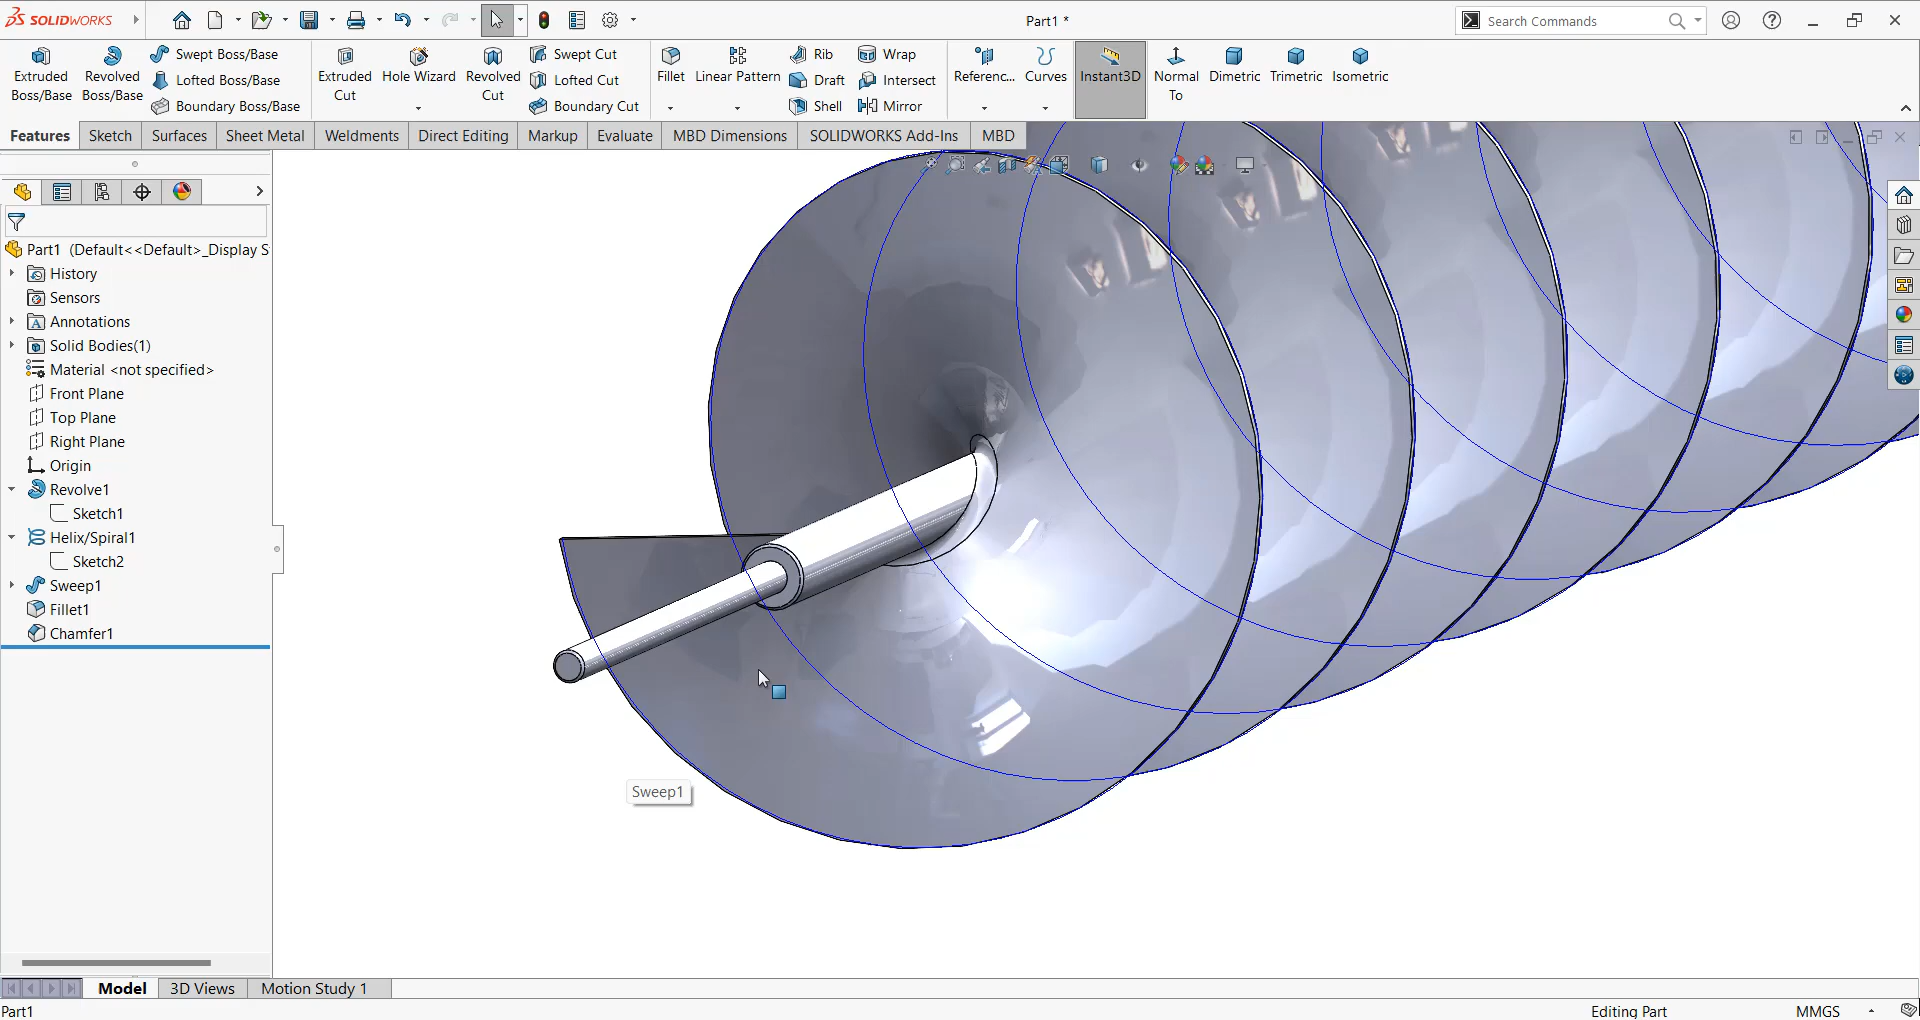 SOLIDWORKS
Part1 *
Search Commands
Extruded Boss/Base
Revolved Boss/Base
Swept Boss/Base
Lofted Boss/Base
Boundary Boss/Base
Extruded Cut
Hole Wizard
Revolved Cut
Swept Cut
Lofted Cut
Boundary Cut
Fillet
Linear Pattern
Rib
Draft
Shell
Wrap
Intersect
Mirror
Referenc...
Curves
Instant3D
Normal To
Dimetric
Trimetric
Isometric
Features
Sketch
Surfaces
Sheet Metal
Weldments
Direct Editing
Markup
Evaluate
MBD Dimensions
SOLIDWORKS Add-Ins
MBD
Part1 (Default<<Default>_Display S
History
Sensors
Annotations
Solid Bodies(1)
Material <not specified>
Front Plane
Top Plane
Right Plane
Origin
Revolve1
Sketch1
Helix/Spiral1
Sketch2
Sweep1
Fillet1
Chamfer1
Sweep1
Model
3D Views
Motion Study 1
Part1
Editing Part
MMGS